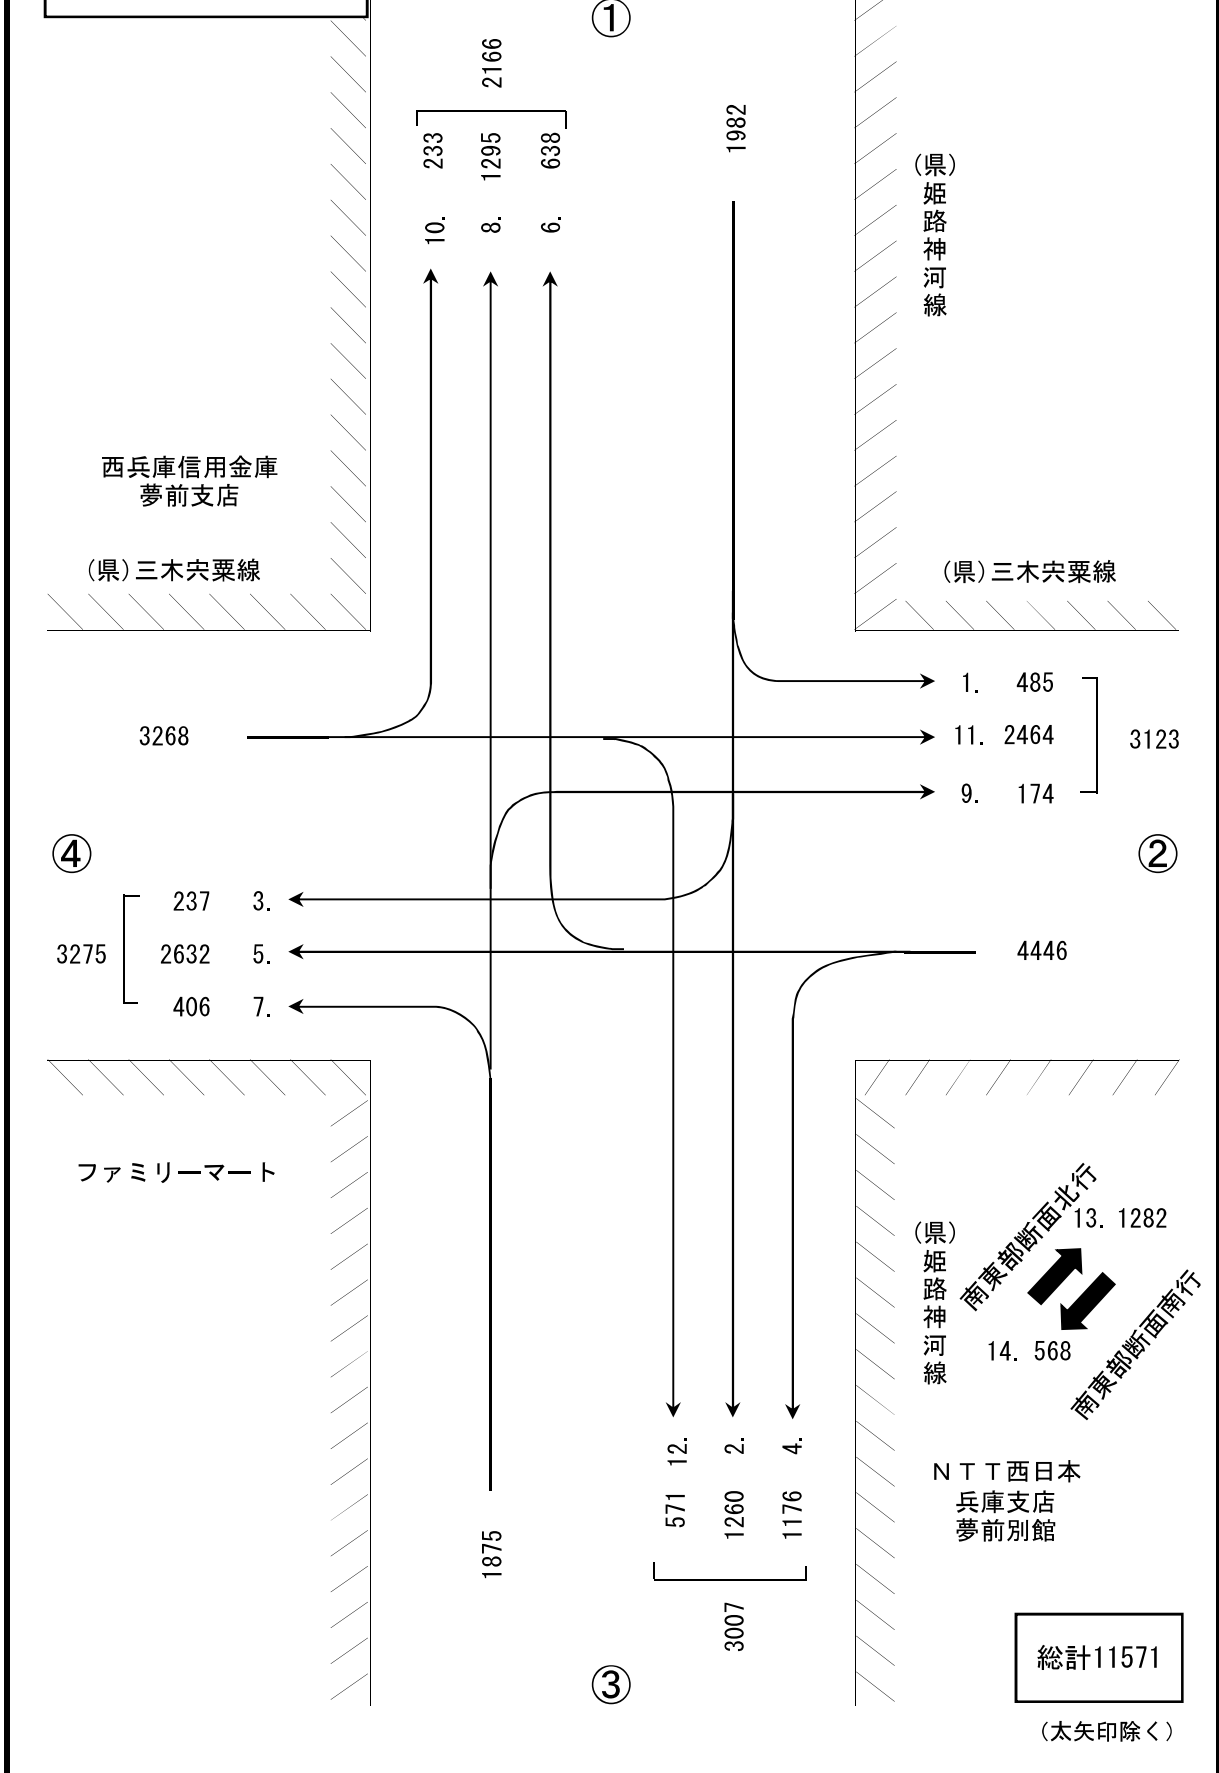 ①
2166
233 1295 638
10. 8. 6.
1982
(県)姫路神河線
西兵庫信用金庫
夢前支店
(県)三木宍粟線
(県)三木宍粟線
1. 485
3268
11. 2464
3123
9. 174
④
②
237 3.
3275
2632 5.
4446
406 7.
ファミリーマート
南東部断面北行
13. 1282
(県)姫路神河線
南東部断面南行
14. 568
12. 2. 4.
571 1260 1176
1875
3007
NTT西日本
兵庫支店
夢前別館
③
総計11571
(太矢印除く)